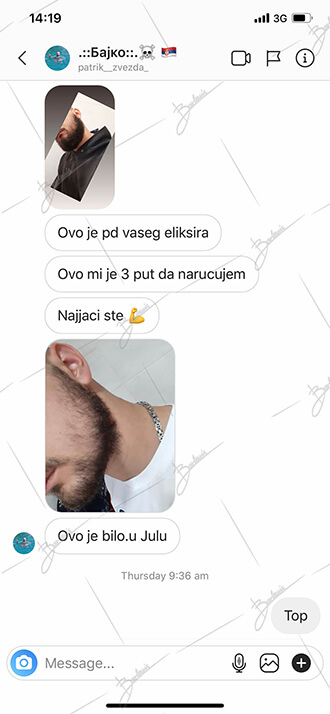 14:19
3G
.::Бајко::.☠️ 🇷🇸
patrik__zvezda_
Ovo je pd vaseg eliksira
Ovo mi je 3 put da narucujem
Najjaci ste 💪
Ovo je bilo.u Julu
Thursday 9:36 am
Top
Message...